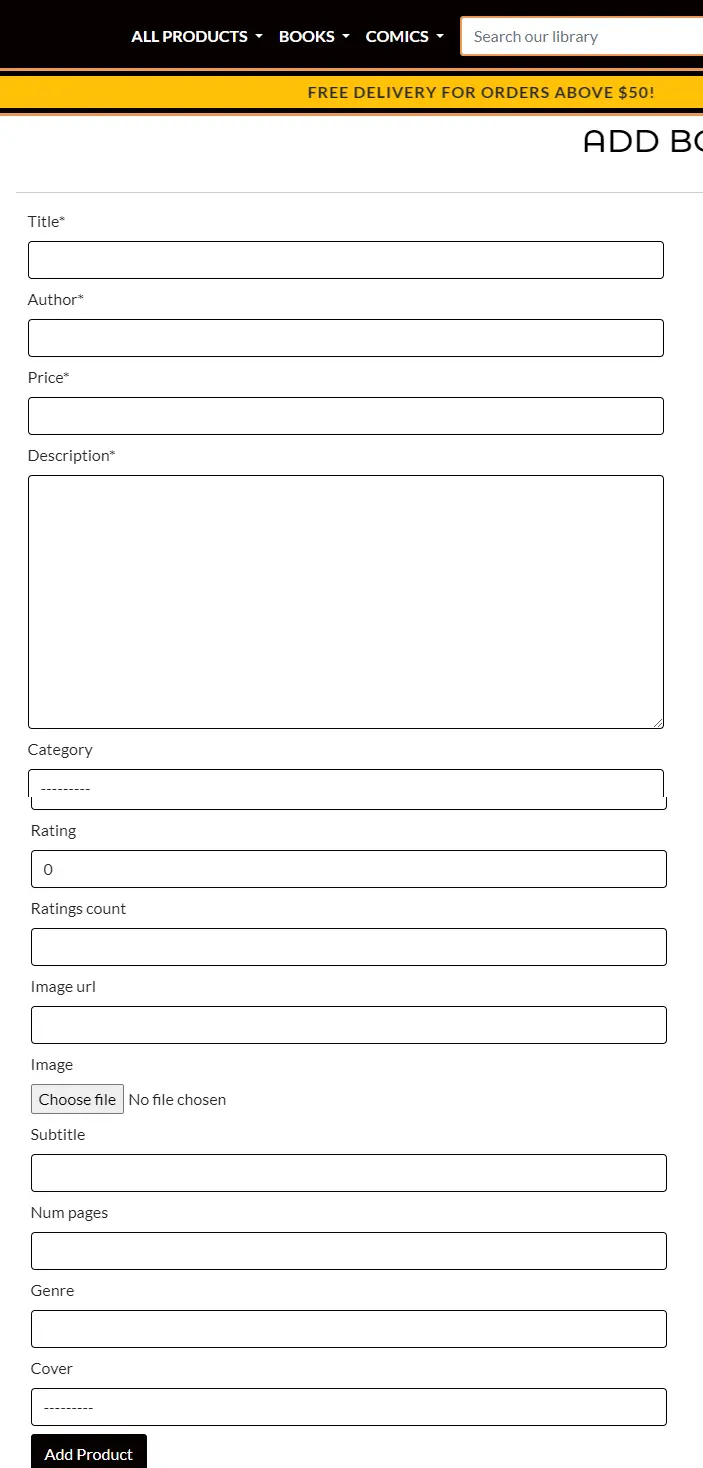 ALL PRODUCTS BOOKS COMICS Search our library
FREE DELIVERY FOR ORDERS ABOVE $50!
ADD
Title*
Author*
Price*
Description*
Category
---------
Rating
0
Ratings count
Image url
Image
Choose file No file chosen
Subtitle
Num pages
Genre
Cover
---------
Add Product